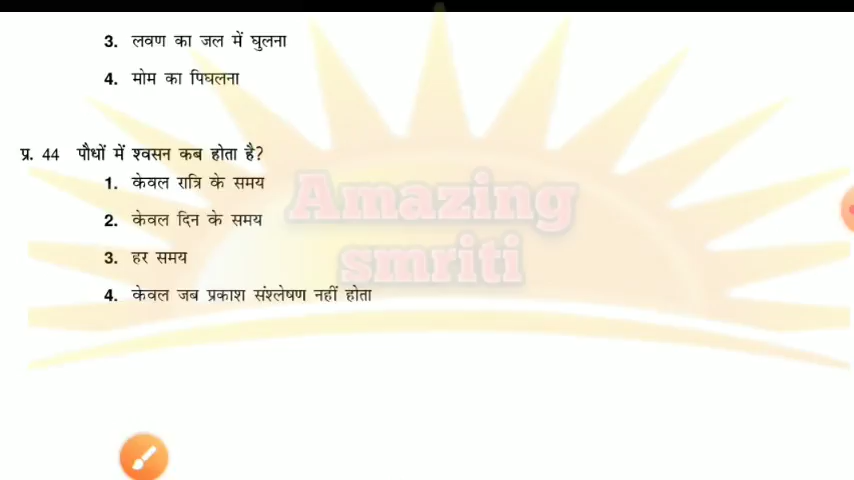 3. लवण का जल में घुलना
4. मोम का पिघलना
प्र. 44 पौधों में श्वसन कब होता है?
1. केवल रात्रि के समय
2. केवल दिन के समय
3. हर समय
4. केवल जब प्रकाश संश्लेषण नहीं होता
Amazing
smriti